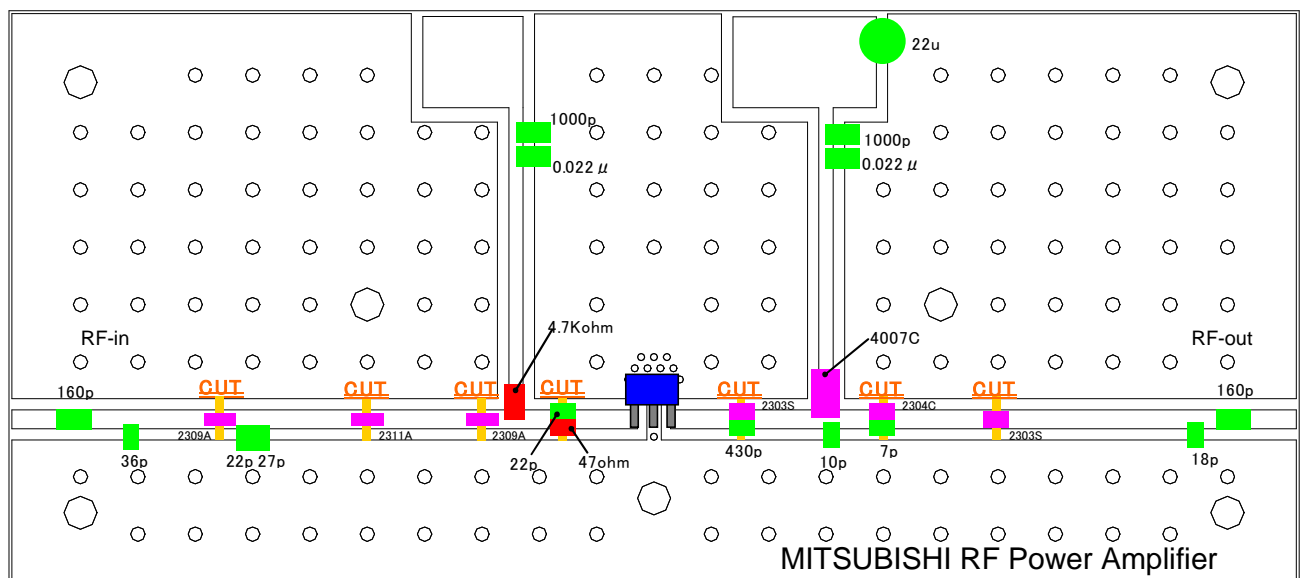 22u
1000p
0.022μ
1000p
0.022μ
4.7Kohm
4007C
RF-in
RF-out
160p
CUT
CUT
CUT
CUT
CUT
CUT
CUT
160p
2303S
2304C
2309A
2311A
2309A
2303S
36p
22p 27p
22p
47ohm
430p
10p
7p
18p
MITSUBISHI RF Power Amplifier